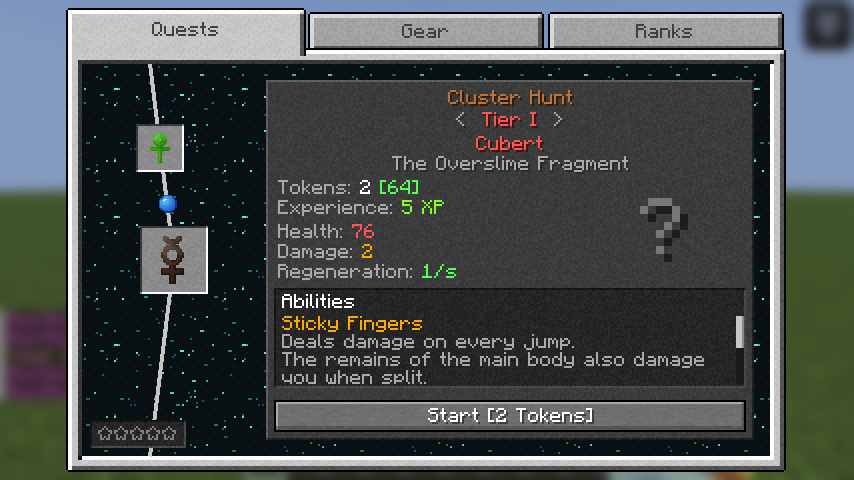 Quests
Gear
Ranks
Cluster Hunt
< Tier I >
Cubert
The Overslime Fragment
Tokens: 2 [64]
Experience: 5 XP
Health: 76
Damage: 2
Regeneration: 1/s
?
Abilities
Sticky Fingers
Deals damage on every jump.
The remains of the main body also damage
you when split.
Start [2 Tokens]